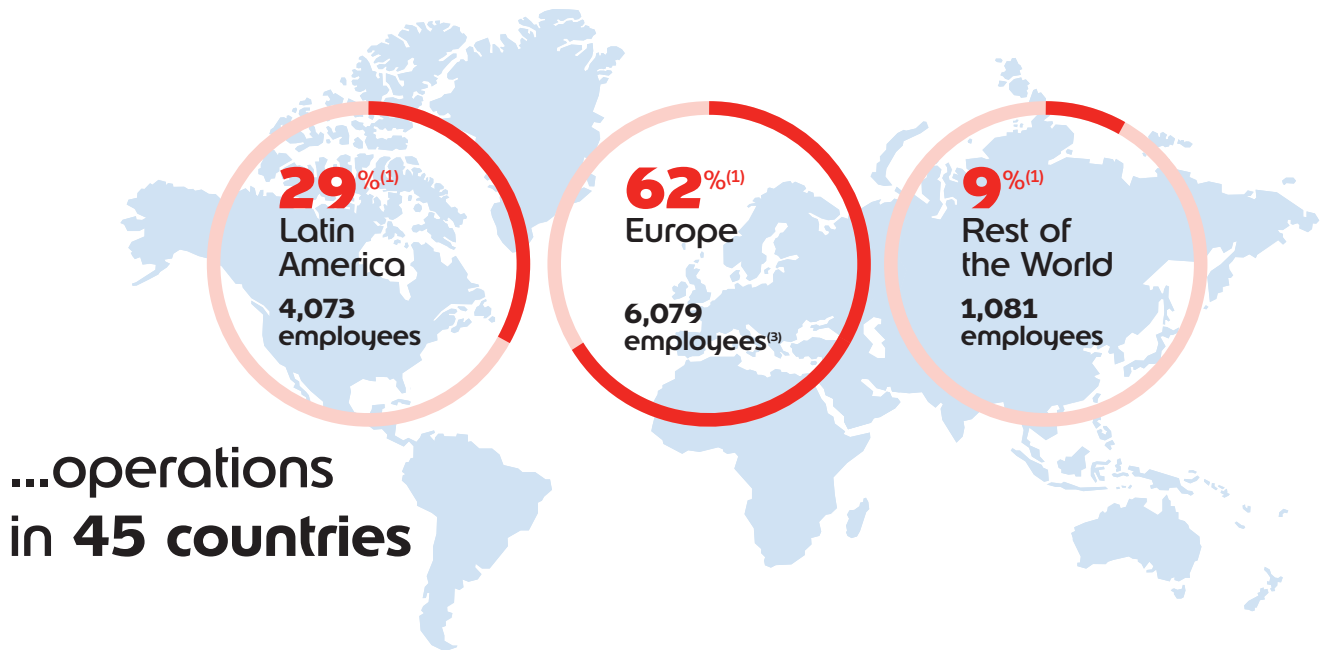 29%(1)
Latin
America
4,073
employees
62%(1)
Europe
6,079
employees(3)
9%(1)
Rest of
the World
1,081
employees
...operations
in 45 countries